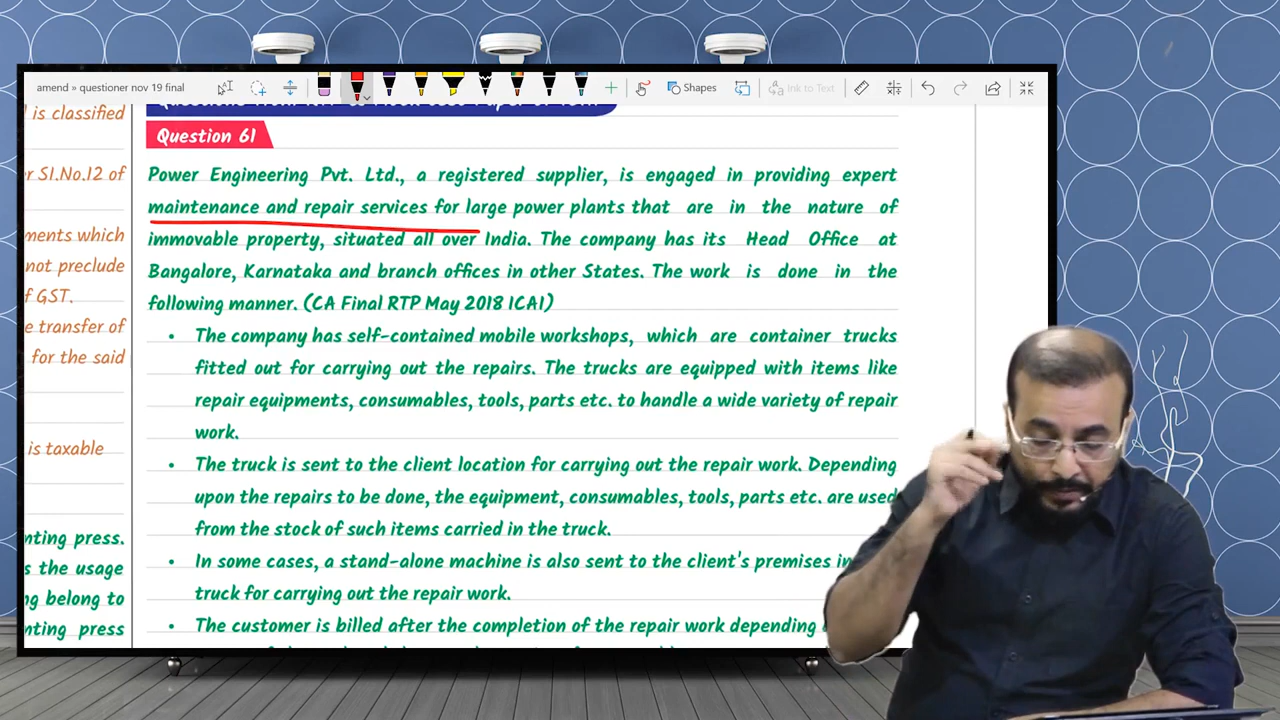 amend » questioner nov 19 final
Shapes
Ink to Text
l is classified
Question 61
r Sl.No.12 of
ments which
not preclude
f GST.
e transfer of
for the said
is taxable
nting press.
s the usage
ng belong to
nting press
Power Engineering Pvt. Ltd., a registered supplier, is engaged in providing expert
maintenance and repair services for large power plants that are in the nature of
immovable property, situated all over India. The company has its Head Office at
Bangalore, Karnataka and branch offices in other States. The work is done in the
following manner. (CA Final RTP May 2018 ICAI)
• The company has self-contained mobile workshops, which are container trucks
fitted out for carrying out the repairs. The trucks are equipped with items like
repair equipments, consumables, tools, parts etc. to handle a wide variety of repair
work.
• The truck is sent to the client location for carrying out the repair work. Depending
upon the repairs to be done, the equipment, consumables, tools, parts etc. are used
from the stock of such items carried in the truck.
• In some cases, a stand-alone machine is also sent to the client's premises in
truck for carrying out the repair work.
• The customer is billed after the completion of the repair work depending